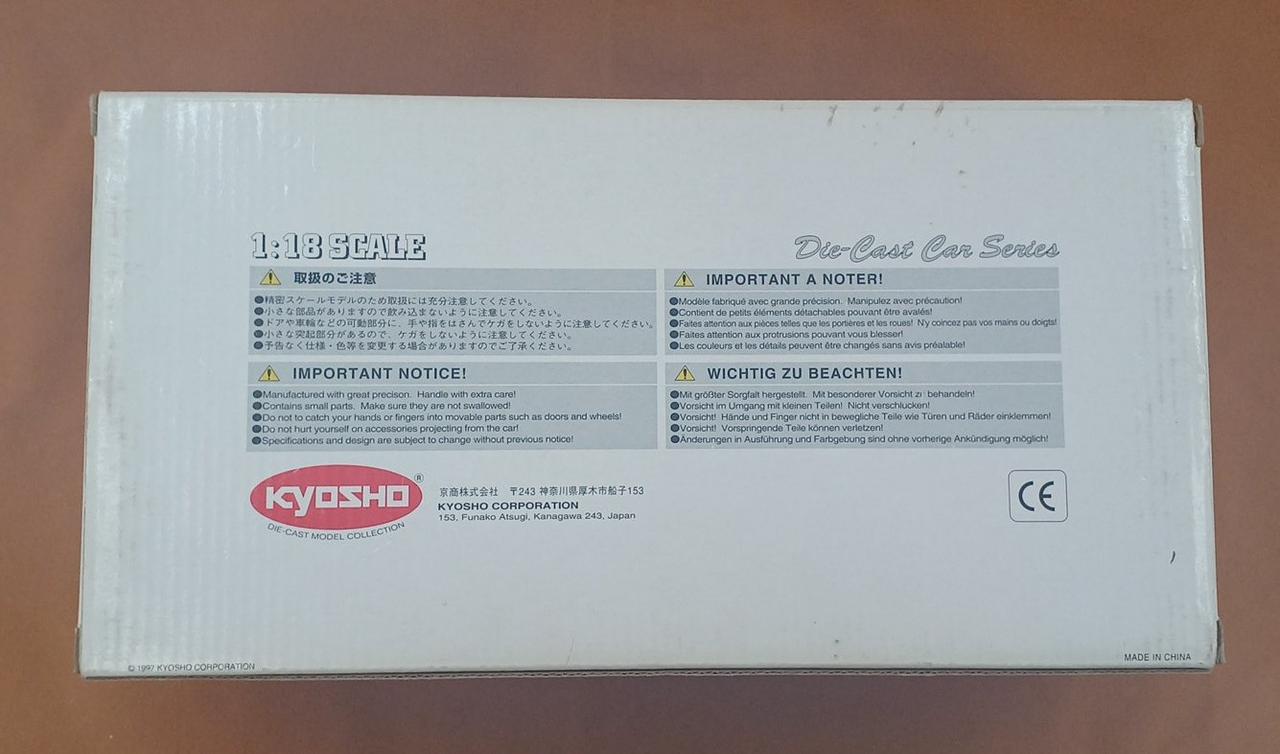 1:18 SCALE
Die-Cast Car Series
取扱のご注意
●精密スケールモデルのため取扱には充分注意してください。
●小さな部品がありますので飲み込まないように注意してください。
●ドアや車輪などの可動部分に、手や指をはさんでケガをしないように注意してください。
●小さな突起部分があるので、ケガをしないように注意してください。
●予告なく仕様・色等を変更する場合がありますのでご了承ください。
IMPORTANT A NOTER!
●Modèle fabriqué avec grande précision. Manipulez avec précaution!
●Contient de petits éléments détachables pouvant être avalés!
●Faites attention aux pièces telles que les portières et les roues! N'y coincez pas vos mains ou doigts!
●Faites attention aux protrusions pouvant vous blesser!
●Les couleurs et les détails peuvent être changés sans avis préalable!
IMPORTANT NOTICE!
●Manufactured with great precison. Handle with extra care!
●Contains small parts. Make sure they are not swallowed!
●Do not to catch your hands or fingers into movable parts such as doors and wheels!
●Do not hurt yourself on accessories projecting from the car!
●Specifications and design are subject to change without previous notice!
WICHTIG ZU BEACHTEN!
●Mit größter Sorgfalt hergestellt. Mit besonderer Vorsicht zu behandeln!
●Vorsicht im Umgang mit kleinen Teilen! Nicht verschlucken!
●Vorsicht! Hände und Finger nicht in bewegliche Teile wie Türen und Räder einklemmen!
●Vorsicht! Vorspringende Teile können verletzen!
●Änderungen in Ausführung und Farbgebung sind ohne vorherige Ankündigung möglich!
KYOSHO®
DIE-CAST MODEL COLLECTION
京商株式会社 〒243 神奈川県厚木市船子153
KYOSHO CORPORATION
153, Funako Atsugi, Kanagawa 243, Japan
CE
© 1997 KYOSHO CORPORATION
MADE IN CHINA